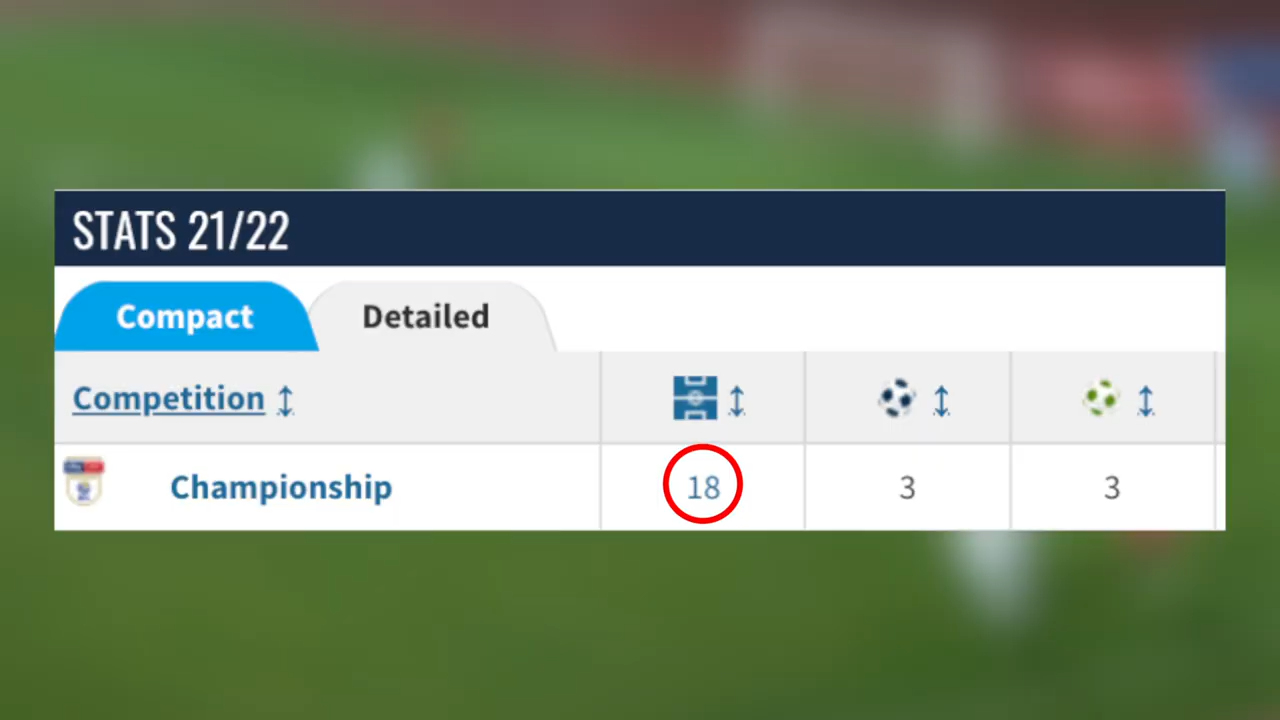 STATS 21/22
Compact Detailed
Competition
Championship 18 3 3